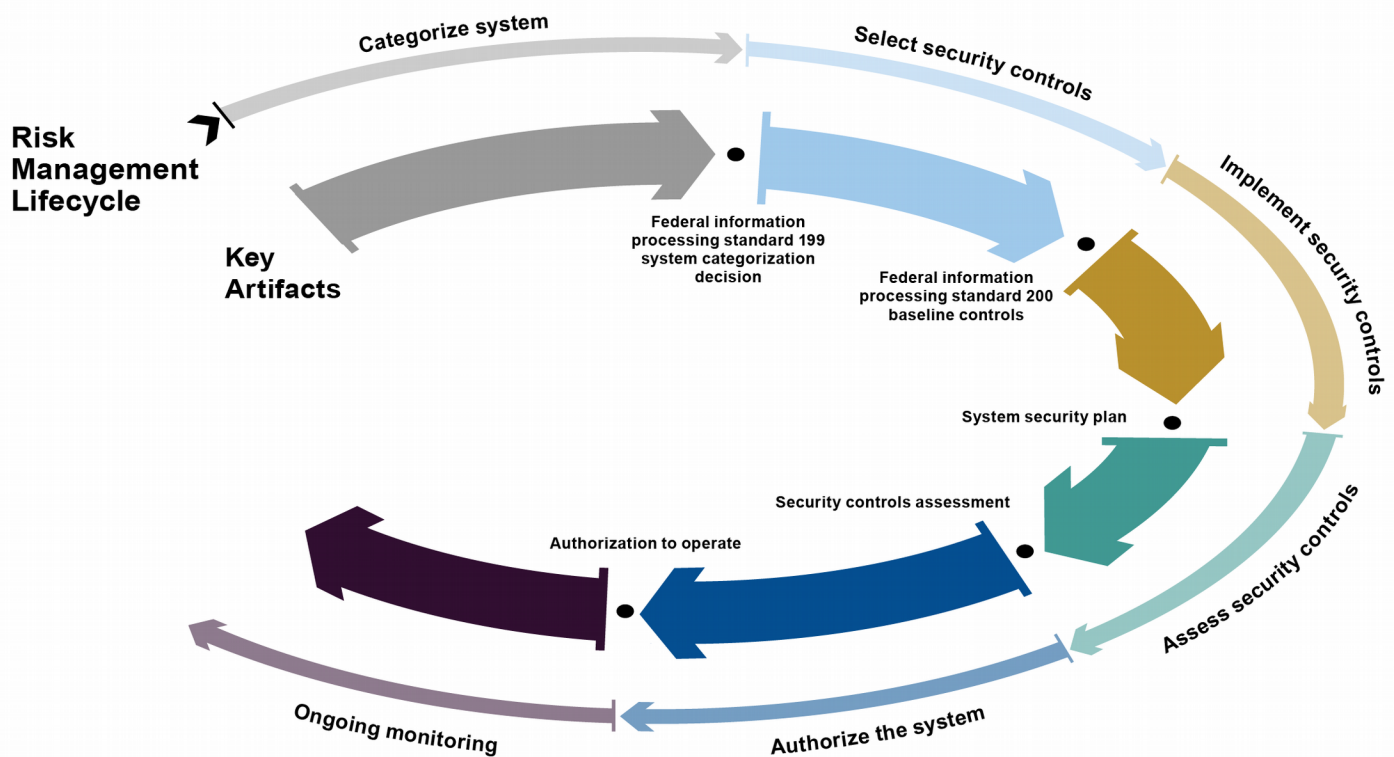 Categorize system
Select security controls
Risk
Management
Lifecycle
Implement security controls
Key
Artifacts
Federal information
processing standard 199
system categorization
decision
Federal information
processing standard 200
baseline controls
System security plan
Security controls assessment
Authorization to operate
Assess security controls
Authorize the system
Ongoing monitoring